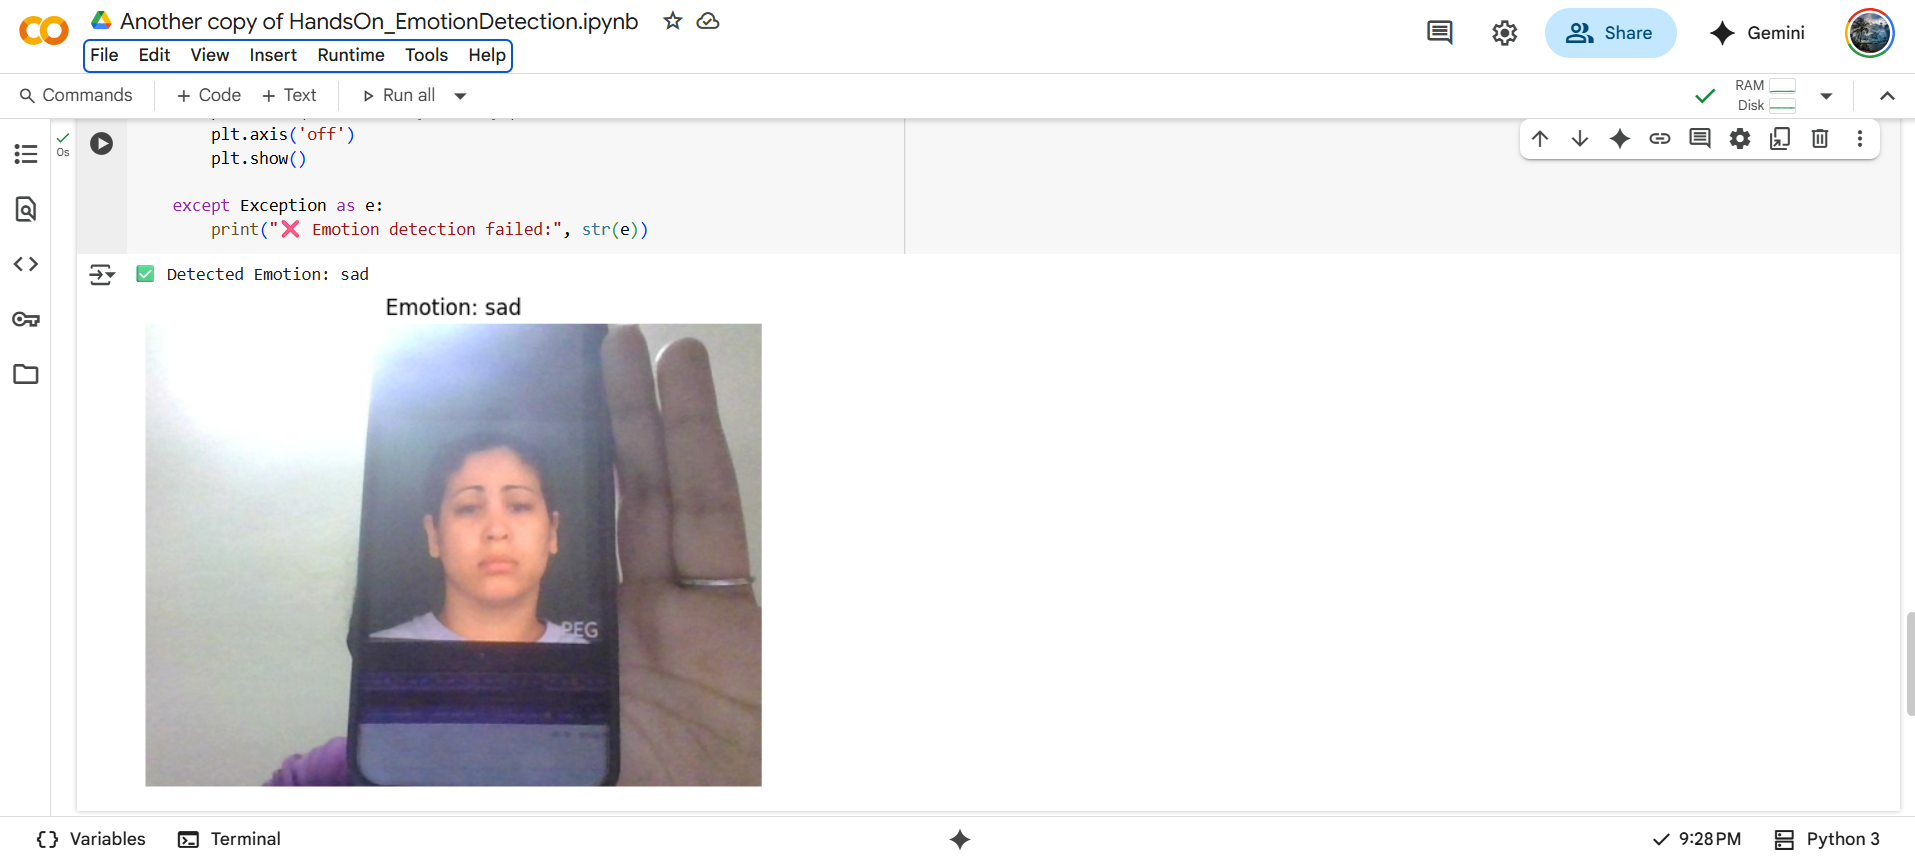 Another copy of HandsOn_EmotionDetection.ipynb
File Edit View Insert Runtime Tools Help
Share
Gemini
Commands
+ Code + Text
Run all
RAM
Disk
0s
plt.axis('off')
plt.show()
except Exception as e:
print("❌ Emotion detection failed:", str(e))
✅ Detected Emotion: sad
Emotion: sad
PEG
Variables
Terminal
9:28 PM
Python 3